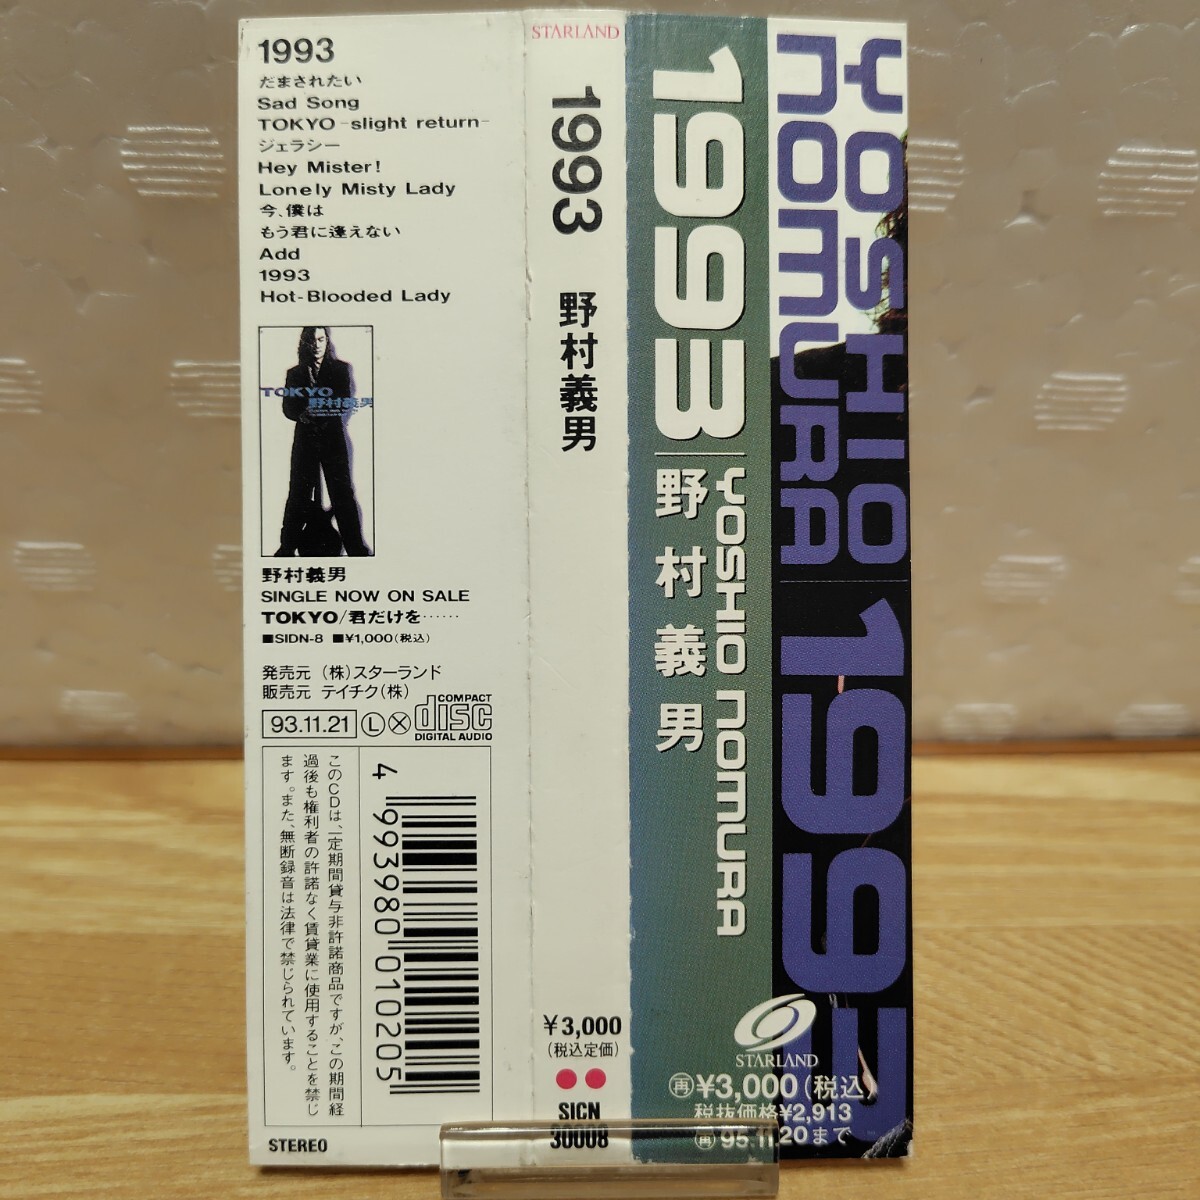 1993
だまされたい
Sad Song
TOKYO -slight return-
ジェラシー
Hey Mister!
Lonely Misty Lady
今、僕は
もう君に逢えない
Add
1993
Hot-Blooded Lady
TOKYO
野村義男
野村義男
SINGLE NOW ON SALE
TOKYO/君だけを……
■SIDN-8 ■¥1,000(税込)
発売元 (株)スターランド
販売元 テイチク(株)
93.11.21 Ⓛ Ⓧ
COMPACT
disc
DIGITAL AUDIO
このCDは、一定期間貸与非許諾商品ですが、この期間経
過後も権利者の許諾なく賃貸業に使用することを禁じ
ます。また、無断録音は法律で禁じられています。
4 993980 010205
STEREO
STARLAND
1993 野村義男
¥3,000
(税込定価)
SICN
30008
1993
YOSHIO NOMURA
野村義男
STARLAND
再 ¥3,000(税込)
税抜価格¥2,913
再 95.11.20まで
YOSHIO
NOMURA
1993